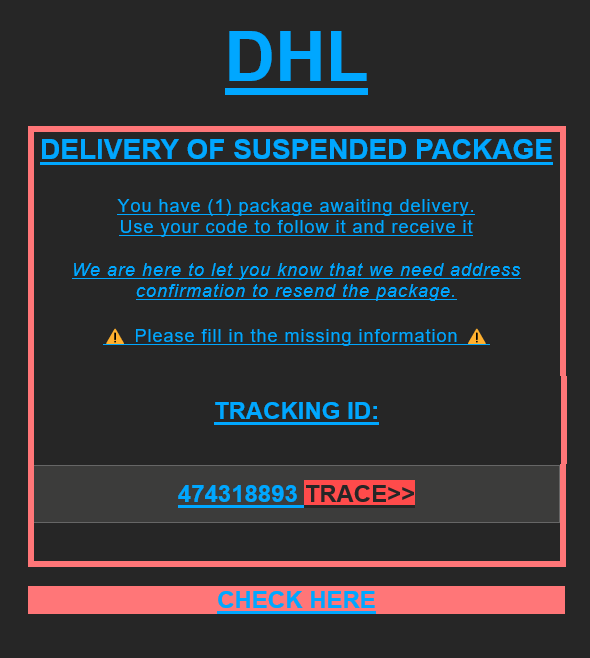 DHL
DELIVERY OF SUSPENDED PACKAGE
You have (1) package awaiting delivery.
Use your code to follow it and receive it
We are here to let you know that we need address
confirmation to resend the package.
⚠ Please fill in the missing information ⚠
TRACKING ID:
474318893 TRACE>>
CHECK HERE